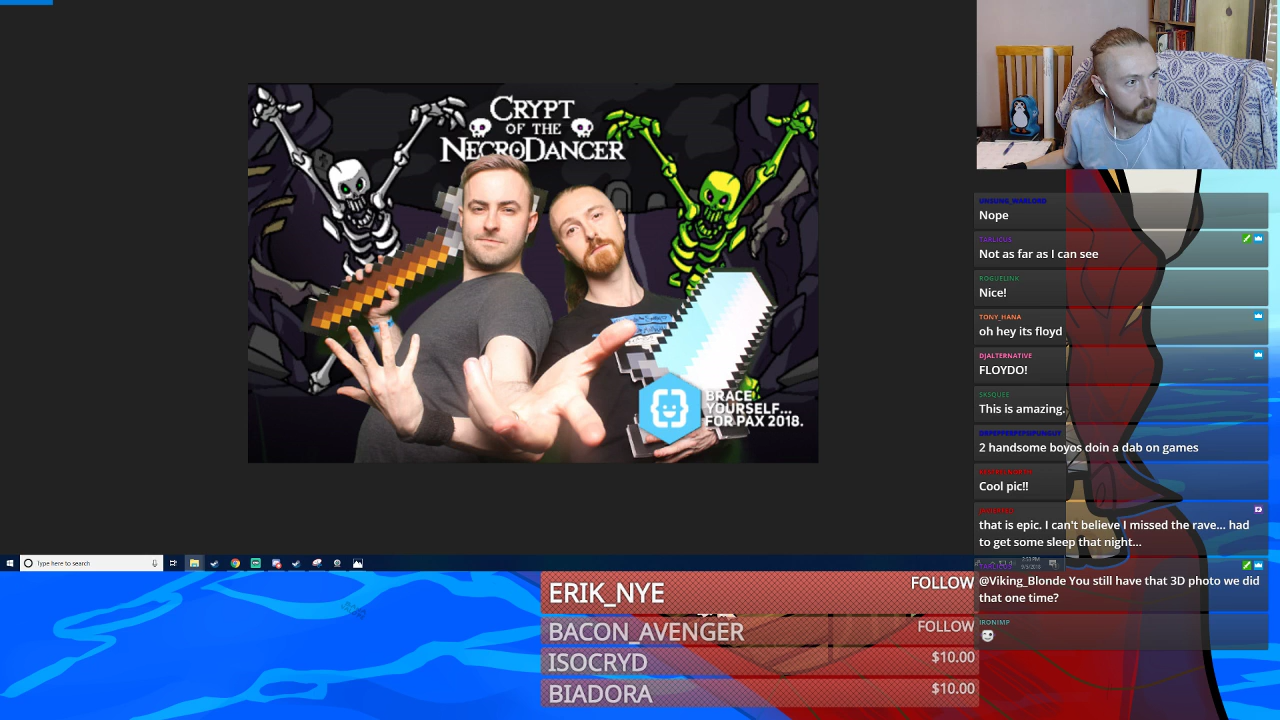 CRYPT
OF THE
NECRODANCER
BRACE
YOURSELF...
FOR PAX 2018.
Type here to search
UNSUNG_WARLORD
Nope
TARLICUS
Not as far as I can see
ROGUELINK
Nice!
TONY_HANA
oh hey its floyd
DJALTERNATIVE
FLOYDO!
This is amazing.
2 handsome boyos doin a dab on games
Cool pic!!
that is epic. I can't believe I missed the rave... had
to get some sleep that night...
TARLICUS
@Viking_Blonde You still have that 3D photo we did
that one time?
IRONIMP
ERIK_NYE FOLLOW
BACON_AVENGER FOLLOW
ISOCRYD $10.00
BIADORA $10.00